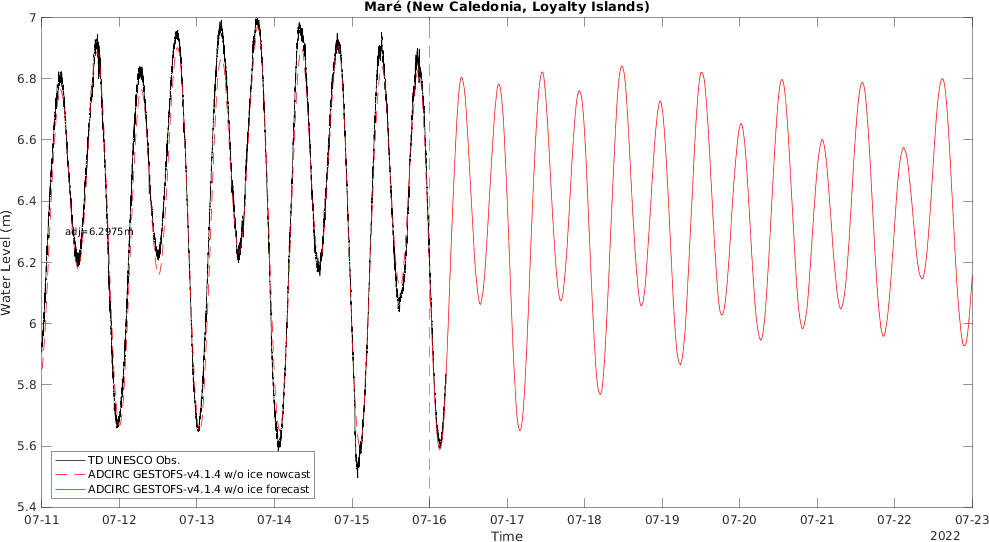 Maré (New Caledonia, Loyalty Islands)
7
6.8
6.6
6.4
6.2
6
5.8
5.6
5.4
Water Level (m)
adj=6.2975m
TD UNESCO Obs.
ADCIRC GESTOFS-v4.1.4 w/o ice nowcast
ADCIRC GESTOFS-v4.1.4 w/o ice forecast
07-11 07-12 07-13 07-14 07-15 07-16 07-17 07-18 07-19 07-20 07-21 07-22 07-23
Time
2022